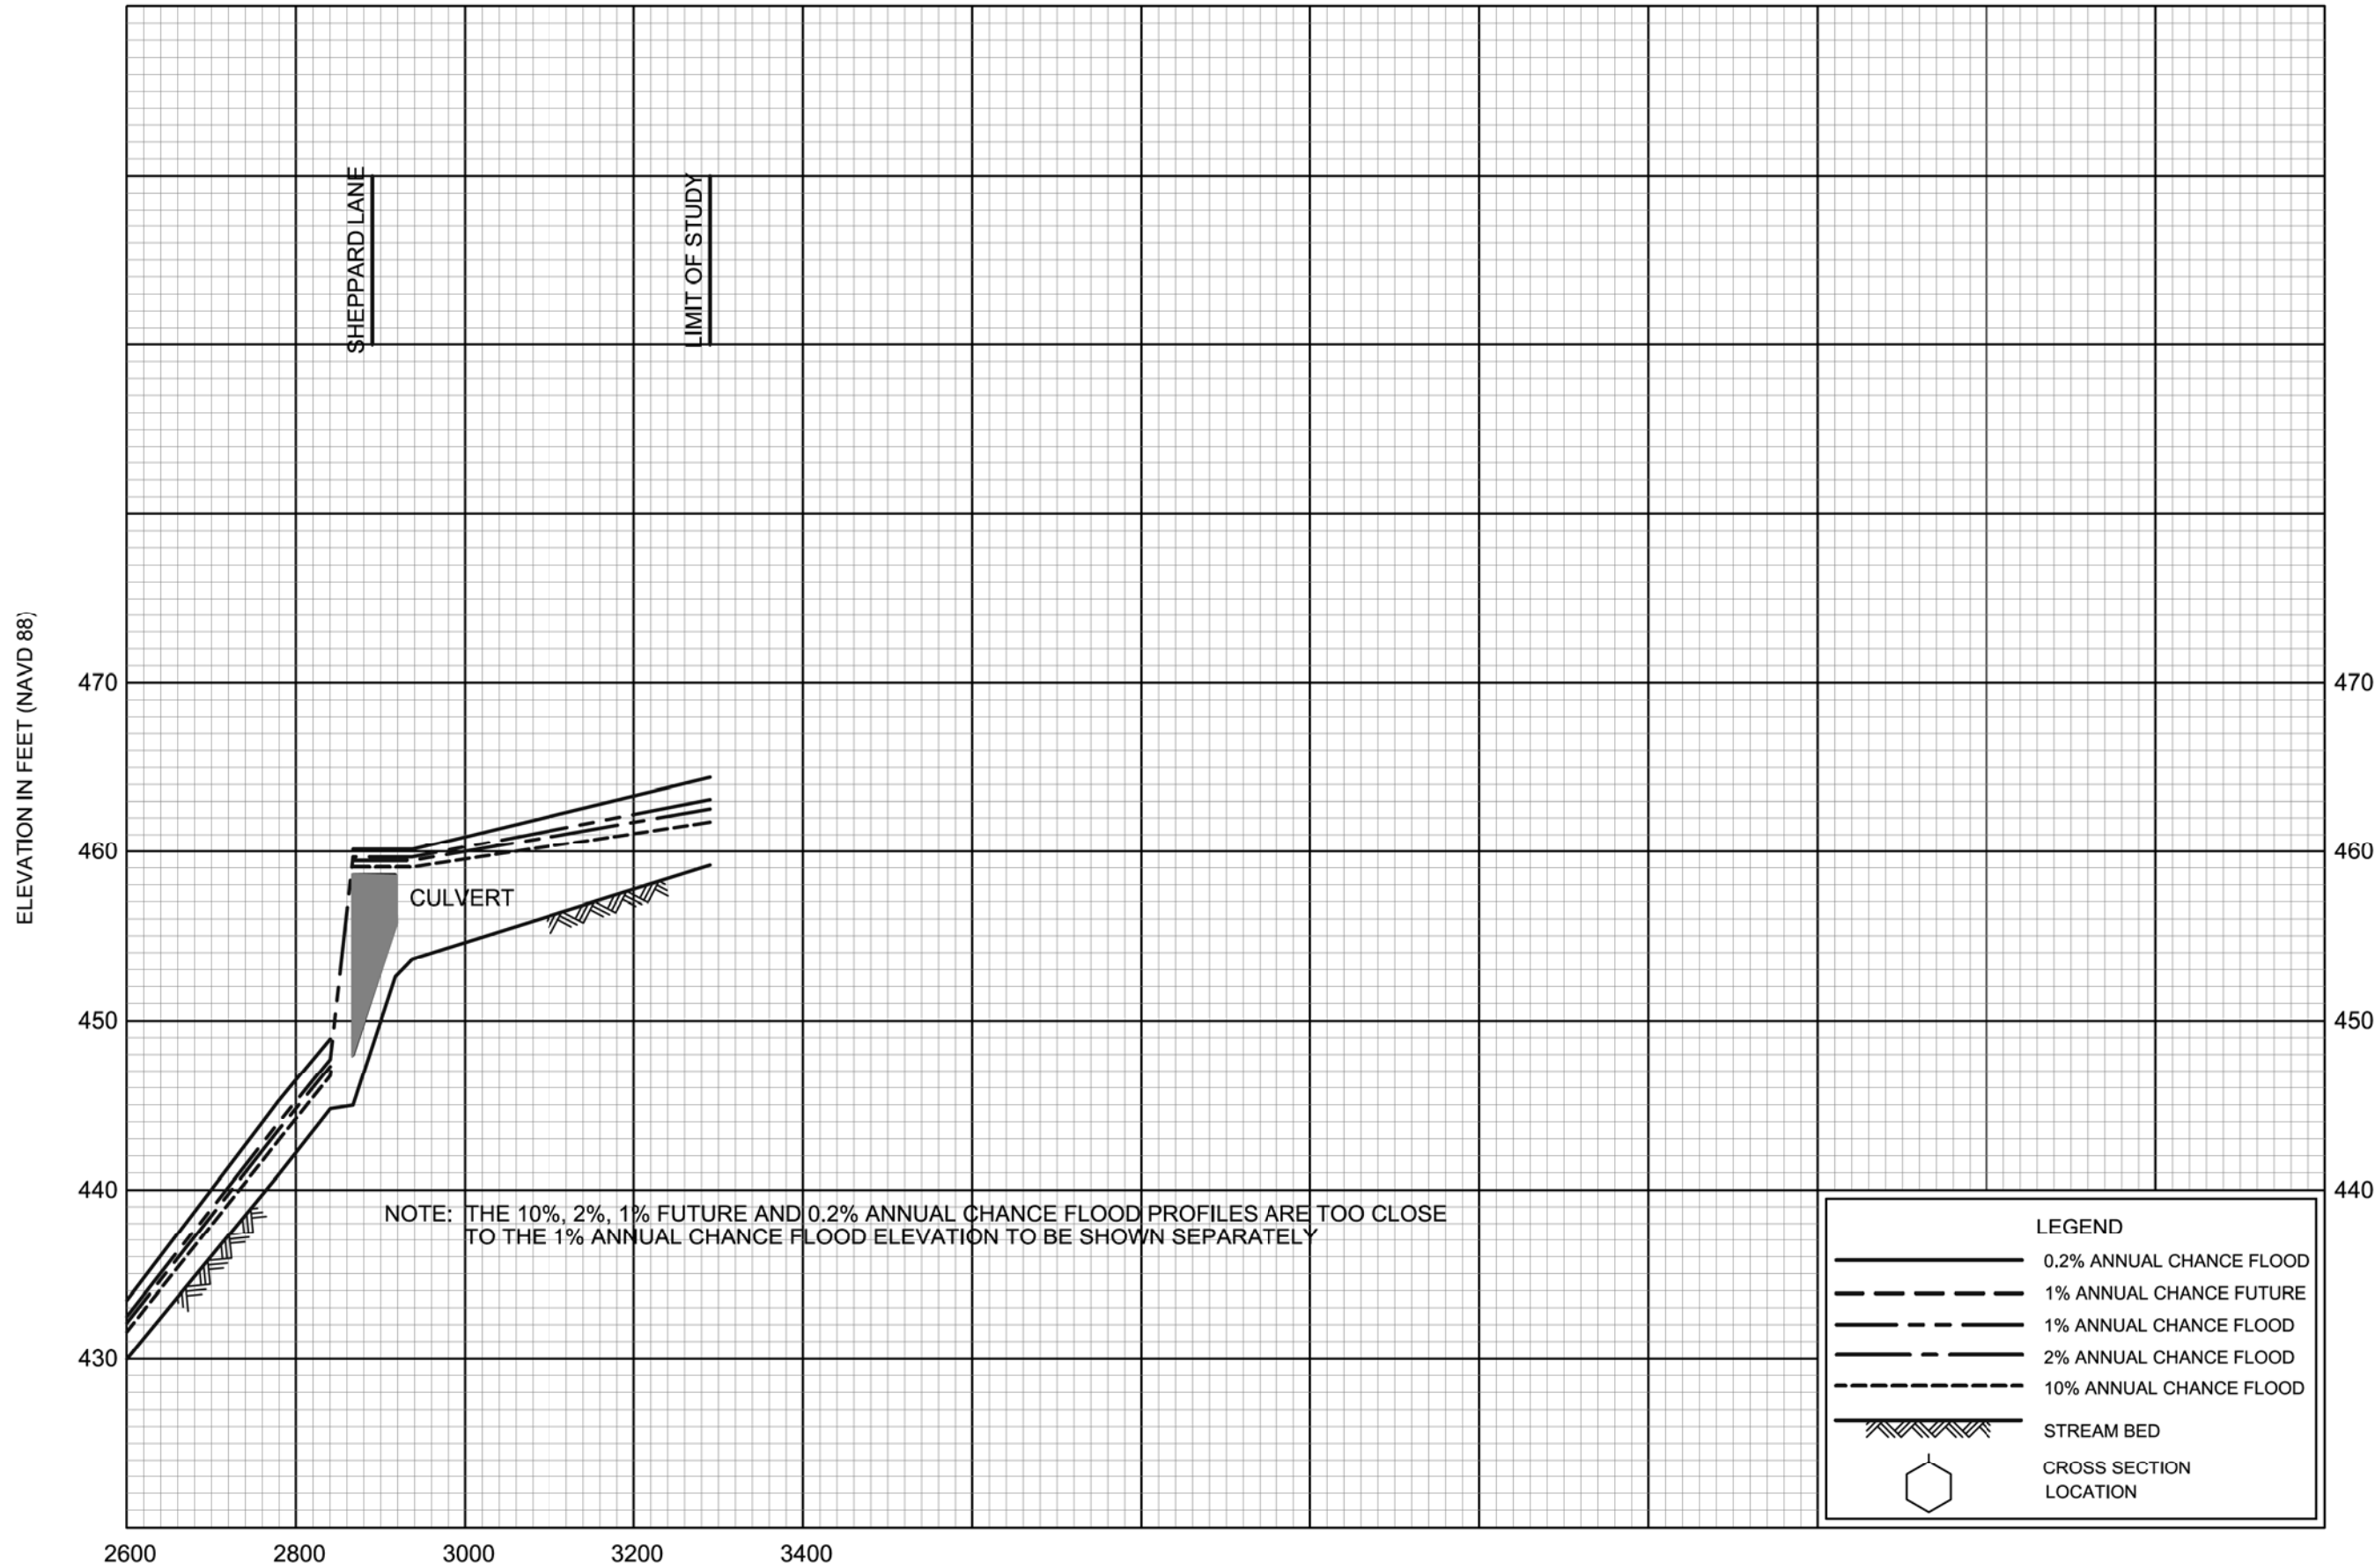 SHEPPARD LANE
LIMIT OF STUDY
ELEVATION IN FEET (NAVD 88)
470
470
460
460
CULVERT
450
450
440
440
NOTE: THE 10%, 2%, 1% FUTURE AND 0.2% ANNUAL CHANCE FLOOD PROFILES ARE TOO CLOSE
TO THE 1% ANNUAL CHANCE FLOOD ELEVATION TO BE SHOWN SEPARATELY
430
LEGEND
0.2% ANNUAL CHANCE FLOOD
1% ANNUAL CHANCE FUTURE
1% ANNUAL CHANCE FLOOD
2% ANNUAL CHANCE FLOOD
10% ANNUAL CHANCE FLOOD
STREAM BED
CROSS SECTION
LOCATION
2600 2800 3000 3200 3400